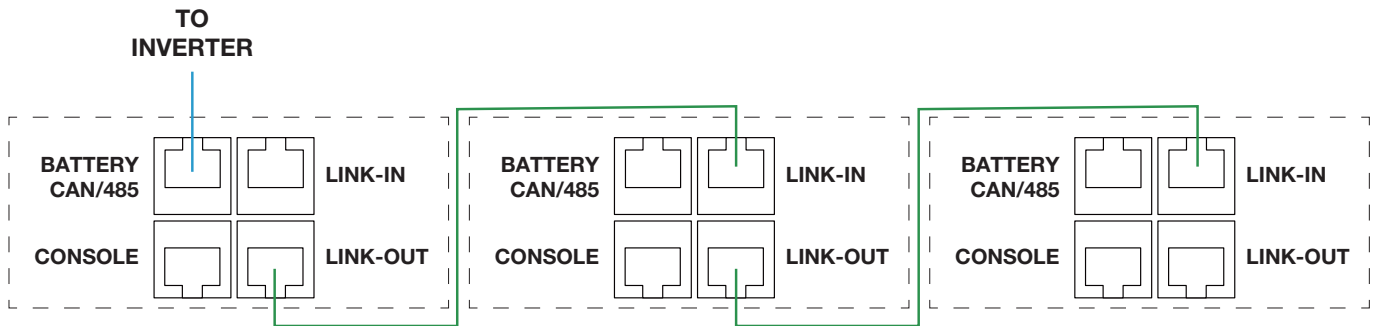 TO
INVERTER
BATTERY
CAN/485
LINK-IN
CONSOLE
LINK-OUT
BATTERY
CAN/485
LINK-IN
CONSOLE
LINK-OUT
BATTERY
CAN/485
LINK-IN
CONSOLE
LINK-OUT